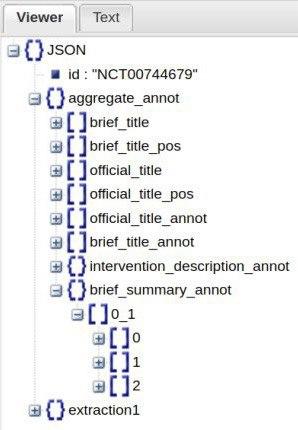 Viewer Text
{}JSON
id : "NCT00744679"
{}aggregate_annot
[]brief_title
[]brief_title_pos
[]official_title
[]official_title_pos
[]official_title_annot
[]brief_title_annot
{}intervention_description_annot
{}brief_summary_annot
[]0_1
[]0
[]1
[]2
{}extraction1